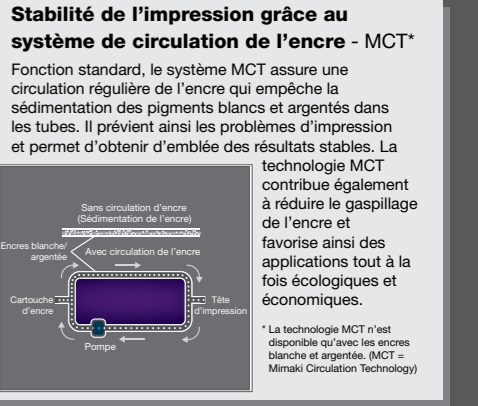 Stabilité de l’impression grâce au
système de circulation de l’encre - MCT*
Fonction standard, le système MCT assure une
circulation régulière de l’encre qui empêche la
sédimentation des pigments blancs et argentés dans
les tubes. Il prévient ainsi les problèmes d’impression
et permet d’obtenir d’emblée des résultats stables. La
technologie MCT
contribue également
à réduire le gaspillage
de l’encre et
favorise ainsi des
applications tout à la
fois écologiques et
économiques.
Sans circulation d’encre
(Sédimentation de l’encre)
Encres blanche/
argentée
Avec circulation de l’encre
Cartouche
d’encre
Tête
d’impression
Pompe
* La technologie MCT n’est
disponible qu’avec les encres
blanche et argentée. (MCT =
Mimaki Circulation Technology)